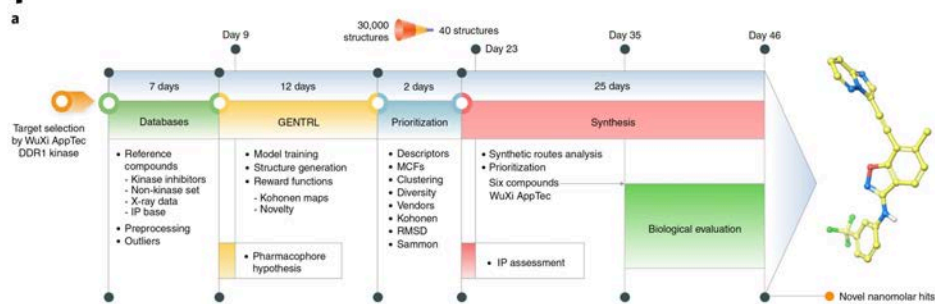 a
30,000
structures
40 structures
Day 9
Day 23
Day 35
Day 46
7 days
12 days
2 days
25 days
Target selection
by WuXi AppTec
DDR1 kinase
Databases
GENTRL
Prioritization
Synthesis
• Reference
compounds
- Kinase inhibitors
- Non-kinase set
- X-ray data
- IP base
• Preprocessing
• Outliers
• Model training
• Structure generation
• Reward functions
- Kohonen maps
- Novelty
• Pharmacophore
hypothesis
• Descriptors
• MCFs
• Clustering
• Diversity
• Vendors
• Kohonen
• RMSD
• Sammon
• Synthetic routes analysis
• Prioritization
Six compounds
WuXi AppTec
• IP assessment
Biological evaluation
Novel nanomolar hits